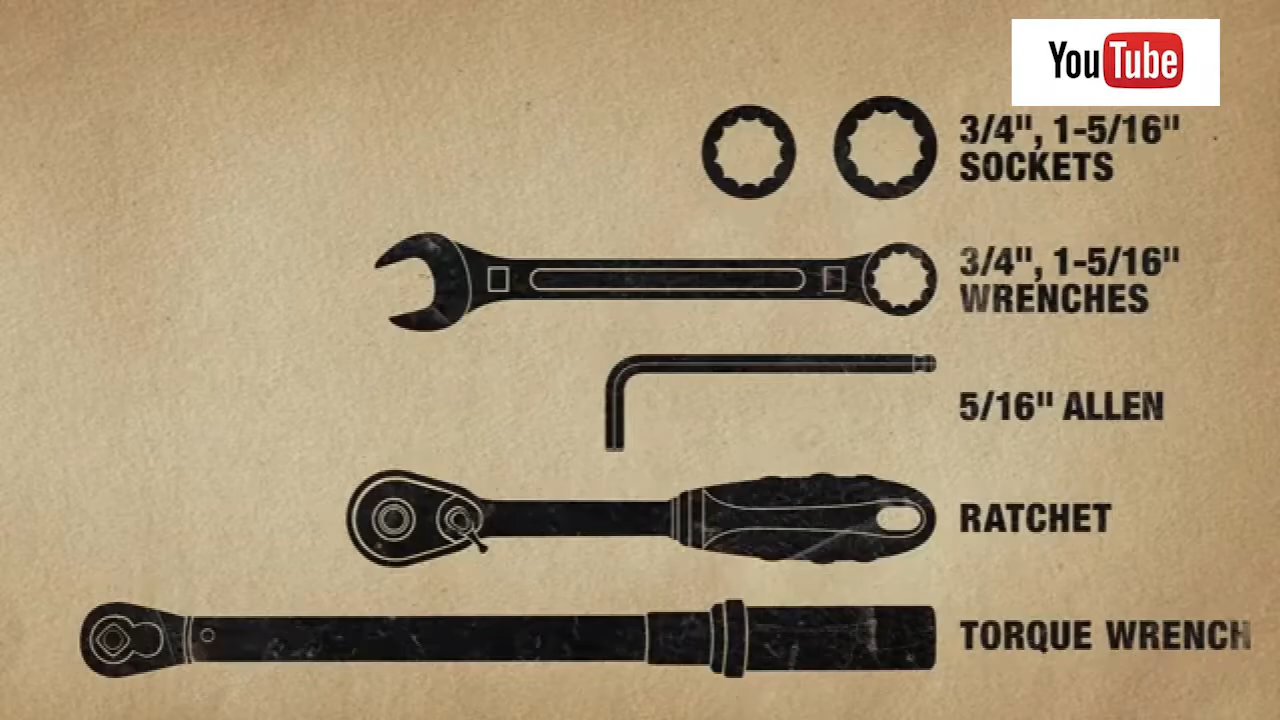 YouTube
3/4", 1-5/16"
SOCKETS
3/4", 1-5/16"
WRENCHES
5/16" ALLEN
RATCHET
TORQUE WRENCH